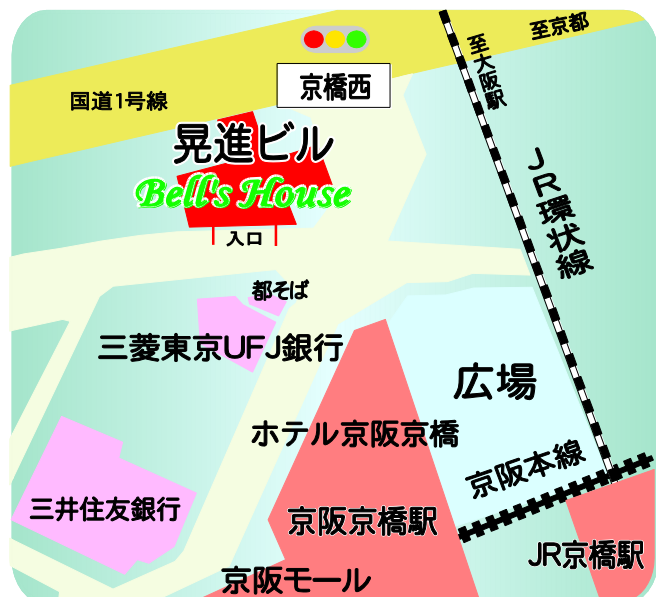 至京都
至大阪駅
京橋西
国道1号線
晃進ビル
Bell's House
JR環状線
入口
都そば
三菱東京UFJ銀行
広場
ホテル京阪京橋
京阪本線
三井住友銀行
京阪京橋駅
JR京橋駅
京阪モール